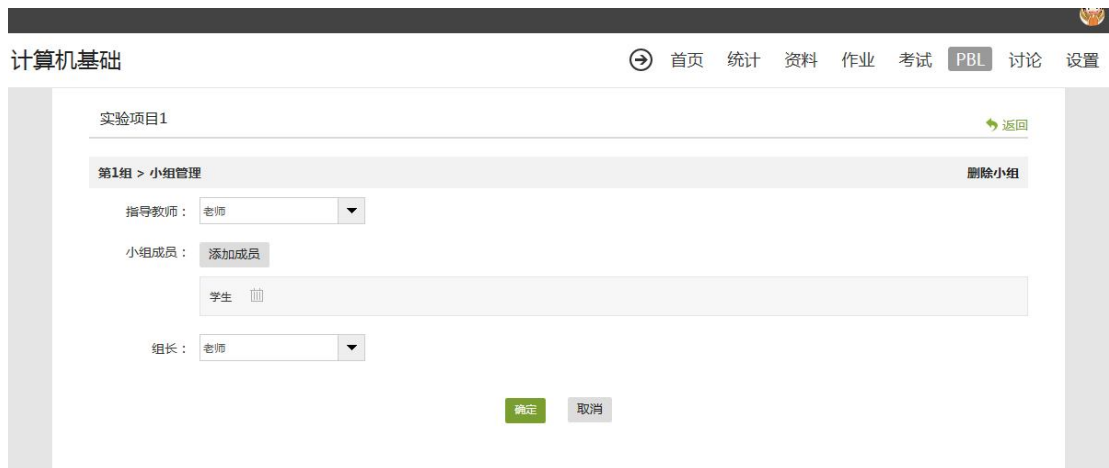 计算机基础 首页 统计 资料 作业 考试 PBL 讨论 设置
实验项目1 返回
第1组 > 小组管理 删除小组
指导教师： 老师
小组成员： 添加成员
学生
组长： 老师
确定 取消